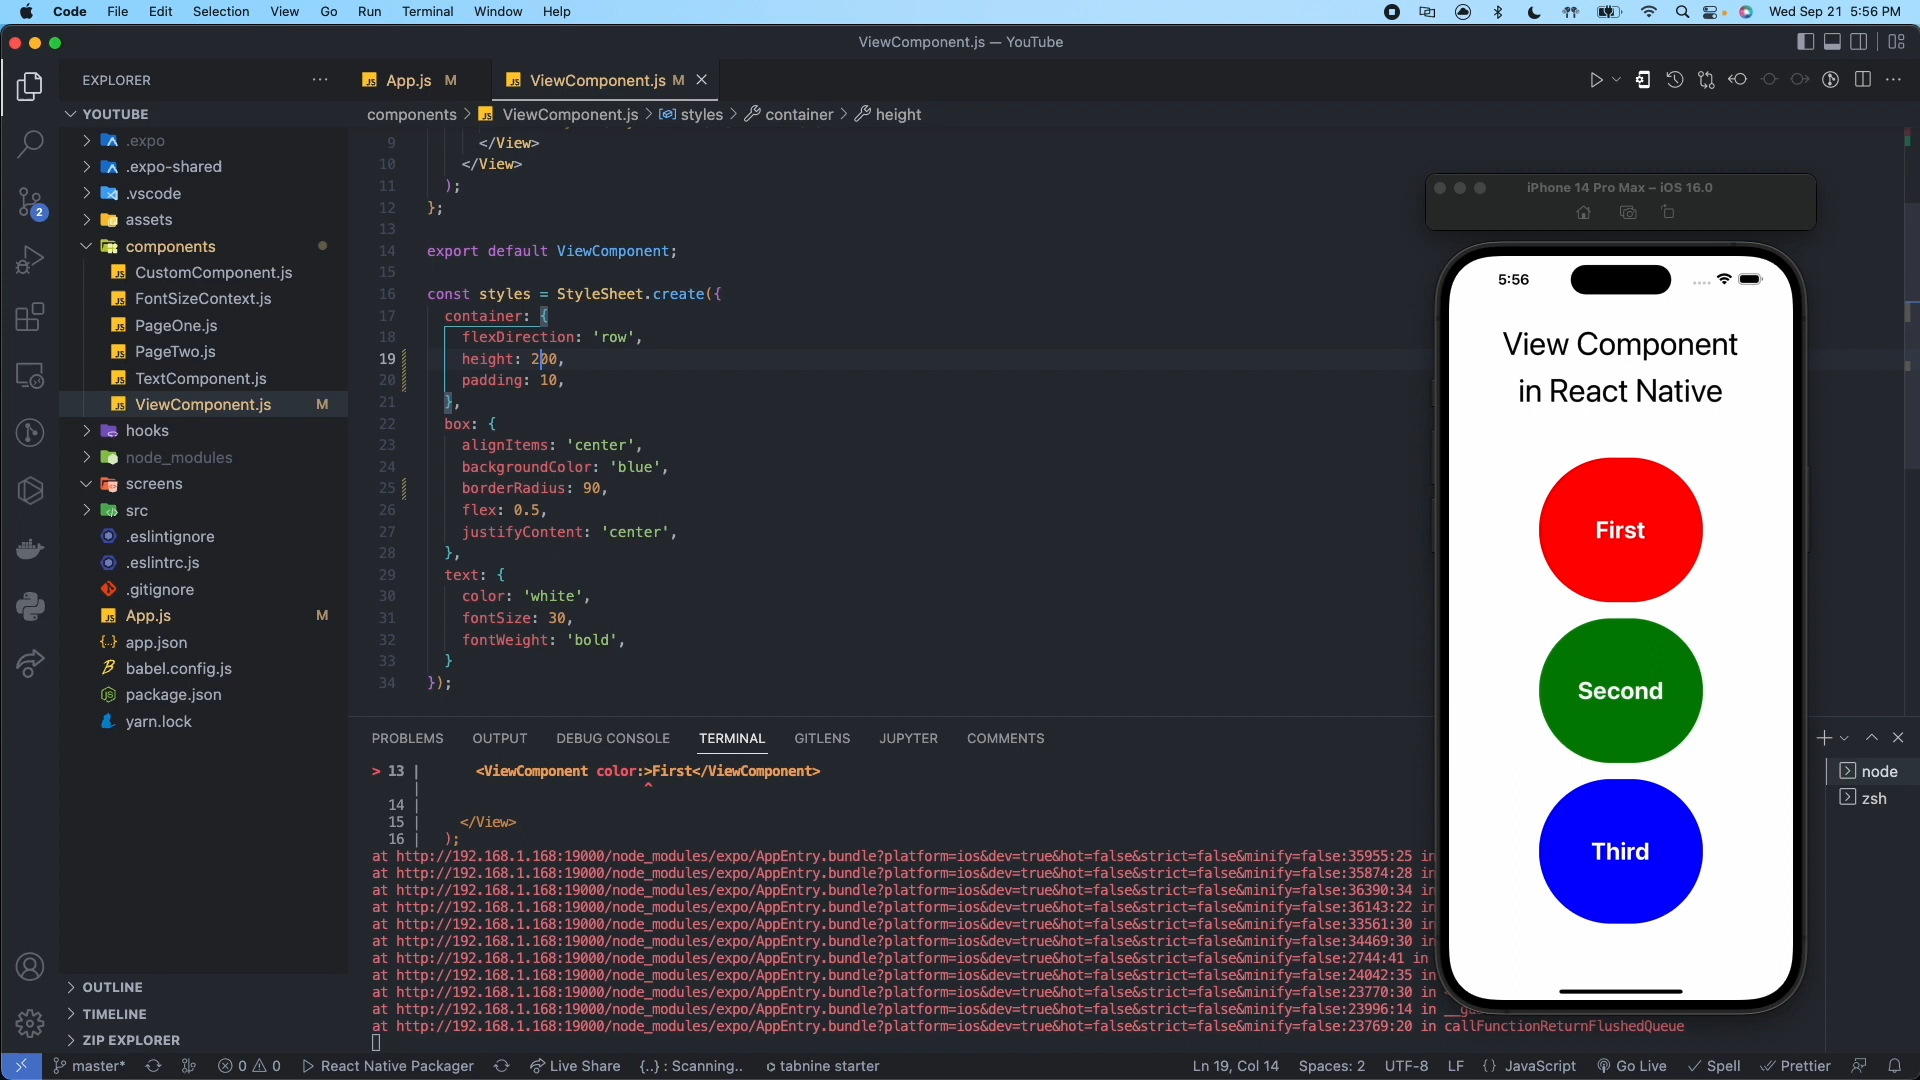 Code File Edit Selection View Go Run Terminal Window Help Wed Sep 21 5:56 PM
ViewComponent.js — YouTube
EXPLORER
App.js M
ViewComponent.js M
YOUTUBE
components > ViewComponent.js > styles > container > height
.expo
.expo-shared
.vscode
assets
components
CustomComponent.js
FontSizeContext.js
PageOne.js
PageTwo.js
TextComponent.js
ViewComponent.js M
hooks
node_modules
screens
src
.eslintignore
.eslintrc.js
.gitignore
App.js M
app.json
babel.config.js
package.json
yarn.lock
OUTLINE
TIMELINE
ZIP EXPLORER
2
9 </View>
10 </View>
11 );
12 };
13
14 export default ViewComponent;
15
16 const styles = StyleSheet.create({
17 container: {
18 flexDirection: 'row',
19 height: 200,
20 padding: 10,
21 },
22 box: {
23 alignItems: 'center',
24 backgroundColor: 'blue',
25 borderRadius: 90,
26 flex: 0.5,
27 justifyContent: 'center',
28 },
29 text: {
30 color: 'white',
31 fontSize: 30,
32 fontWeight: 'bold',
33 }
34 });
iPhone 14 Pro Max – iOS 16.0
5:56
View Component
in React Native
First
Second
Third
PROBLEMS OUTPUT DEBUG CONSOLE TERMINAL GITLENS JUPYTER COMMENTS
node
zsh
> 13 | <ViewComponent color:>First</ViewComponent>
| ^
14 |
15 | </View>
16 | );
at http://192.168.1.168:19000/node_modules/expo/AppEntry.bundle?platform=ios&dev=true&hot=false&strict=false&minify=false:35955:25 in
at http://192.168.1.168:19000/node_modules/expo/AppEntry.bundle?platform=ios&dev=true&hot=false&strict=false&minify=false:35874:28 in
at http://192.168.1.168:19000/node_modules/expo/AppEntry.bundle?platform=ios&dev=true&hot=false&strict=false&minify=false:36390:34 in
at http://192.168.1.168:19000/node_modules/expo/AppEntry.bundle?platform=ios&dev=true&hot=false&strict=false&minify=false:36143:22 in
at http://192.168.1.168:19000/node_modules/expo/AppEntry.bundle?platform=ios&dev=true&hot=false&strict=false&minify=false:33561:30 in
at http://192.168.1.168:19000/node_modules/expo/AppEntry.bundle?platform=ios&dev=true&hot=false&strict=false&minify=false:34469:30 in
at http://192.168.1.168:19000/node_modules/expo/AppEntry.bundle?platform=ios&dev=true&hot=false&strict=false&minify=false:2744:41 in
at http://192.168.1.168:19000/node_modules/expo/AppEntry.bundle?platform=ios&dev=true&hot=false&strict=false&minify=false:24042:35 in
at http://192.168.1.168:19000/node_modules/expo/AppEntry.bundle?platform=ios&dev=true&hot=false&strict=false&minify=false:23770:30 in
at http://192.168.1.168:19000/node_modules/expo/AppEntry.bundle?platform=ios&dev=true&hot=false&strict=false&minify=false:23996:14 in
at http://192.168.1.168:19000/node_modules/expo/AppEntry.bundle?platform=ios&dev=true&hot=false&strict=false&minify=false:23769:20 in callFunctionReturnFlushedQueue
master* 0 0 React Native Packager Live Share {..} : Scanning.. tabnine starter Ln 19, Col 14 Spaces: 2 UTF-8 LF {} JavaScript Go Live Spell Prettier